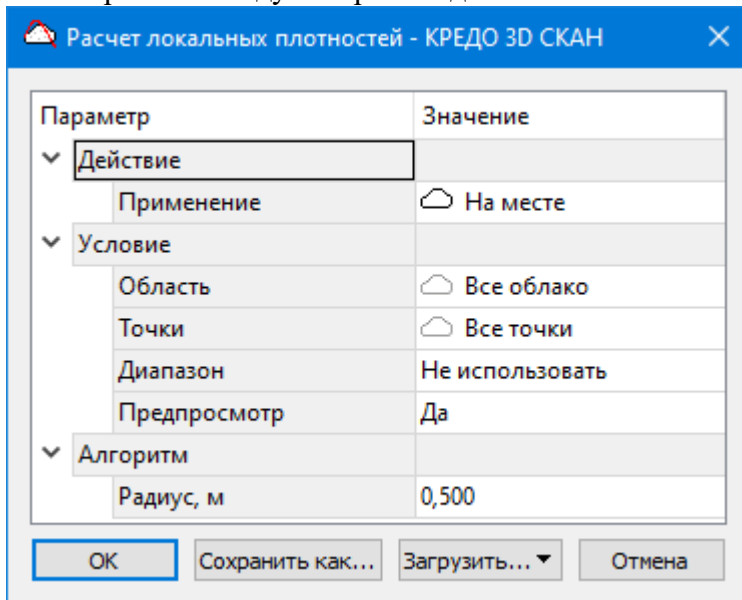 Расчет локальных плотностей - КРЕДО 3D СКАН
Параметр Значение
Действие
Применение На месте
Условие
Область Все облако
Точки Все точки
Диапазон Не использовать
Предпросмотр Да
Алгоритм
Радиус, м 0,500
ОК Сохранить как... Загрузить... Отмена